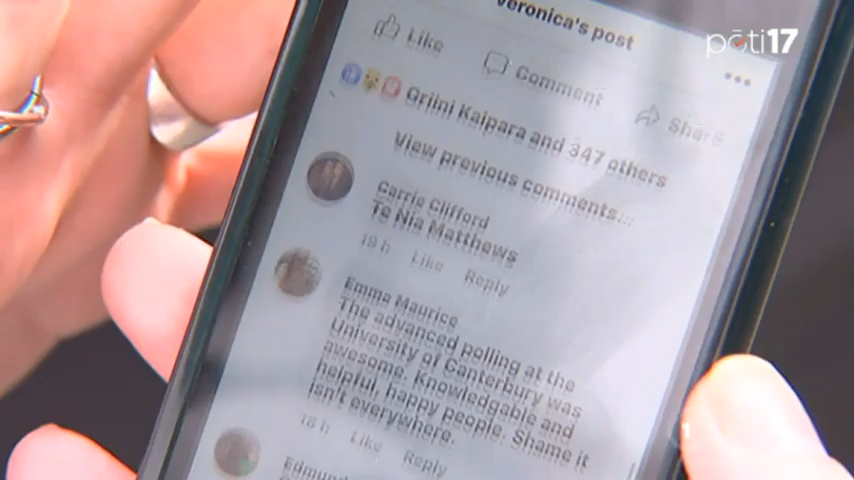 Veronica's post
pōti17
Like
Comment
Share
Oriini Kaipara and 347 others
View previous comments...
Carrie Clifford
Te Nia Matthews
18 h Like Reply
Emma Maurice
The advanced polling at the
University of Canterbury was
awesome. Knowledgable and
helpful, happy people. Shame it
isn't everywhere.
18 h Like Reply
Edmund